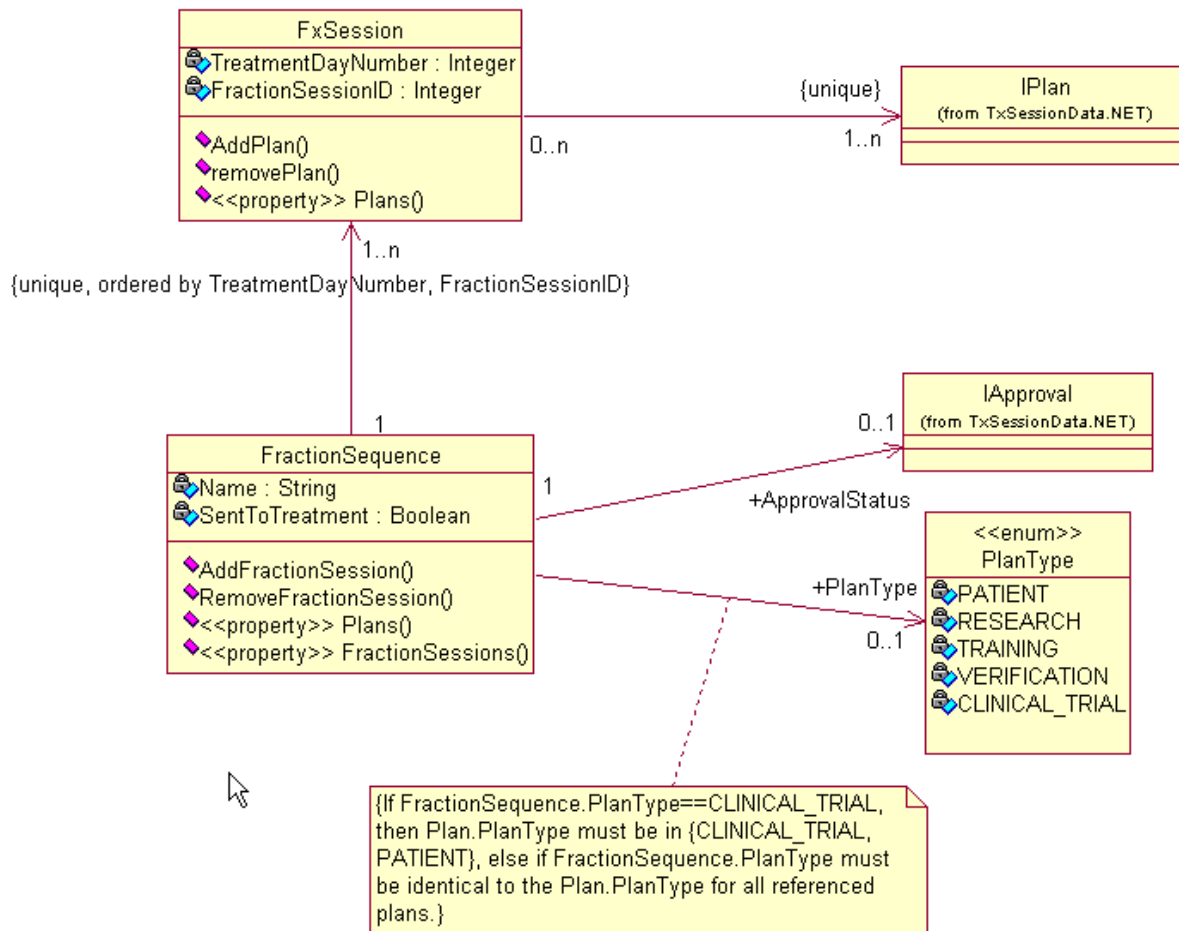 FxSession
TreatmentDayNumber : Integer
FractionSessionID : Integer
AddPlan()
removePlan()
<<property>> Plans()
{unique}
0..n
1..n
IPlan
(from TxSessionData.NET)
1..n
{unique, ordered by TreatmentDayNumber, FractionSessionID}
1
FractionSequence
Name : String
SentToTreatment : Boolean
AddFractionSession()
RemoveFractionSession()
<<property>> Plans()
<<property>> FractionSessions()
1
0..1
+ApprovalStatus
IApproval
(from TxSessionData.NET)
+PlanType
0..1
<<enum>>
PlanType
PATIENT
RESEARCH
TRAINING
VERIFICATION
CLINICAL_TRIAL
{If FractionSequence.PlanType==CLINICAL_TRIAL,
then Plan.PlanType must be in {CLINICAL_TRIAL,
PATIENT}, else if FractionSequence.PlanType must
be identical to the Plan.PlanType for all referenced
plans.}